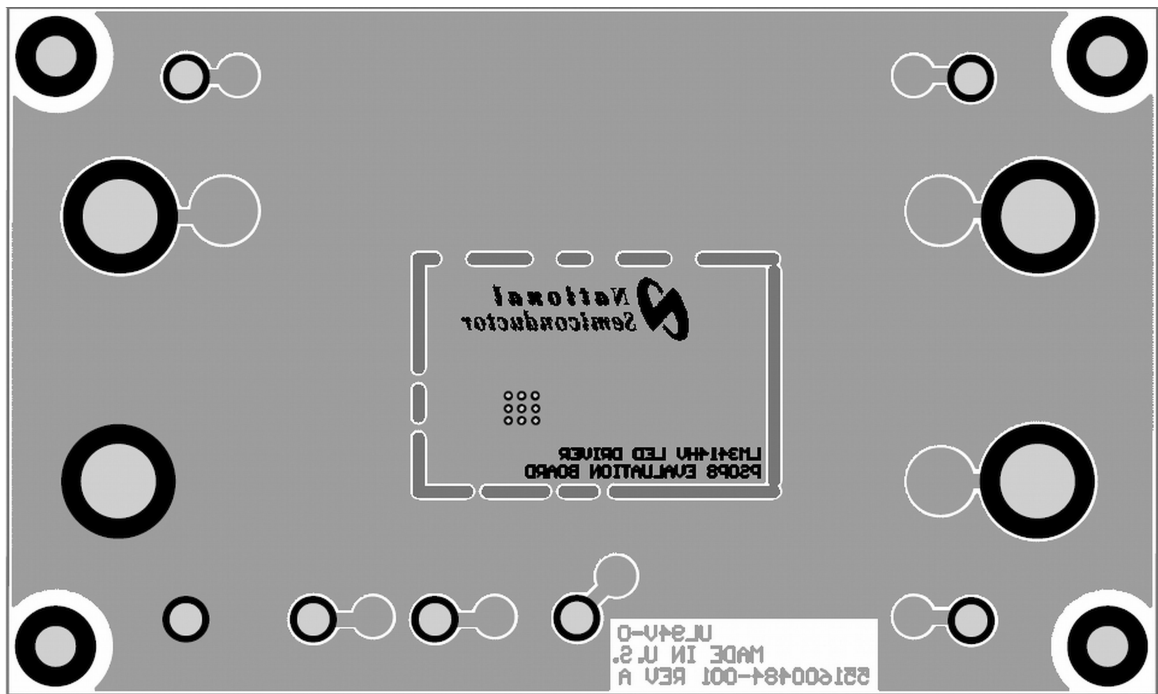 National
Semiconductor
LM3414HV LED DRIVER
PSOP8 EVALUATION BOARD
UL94V-0
MADE IN U.S.
551600484-001 REV A